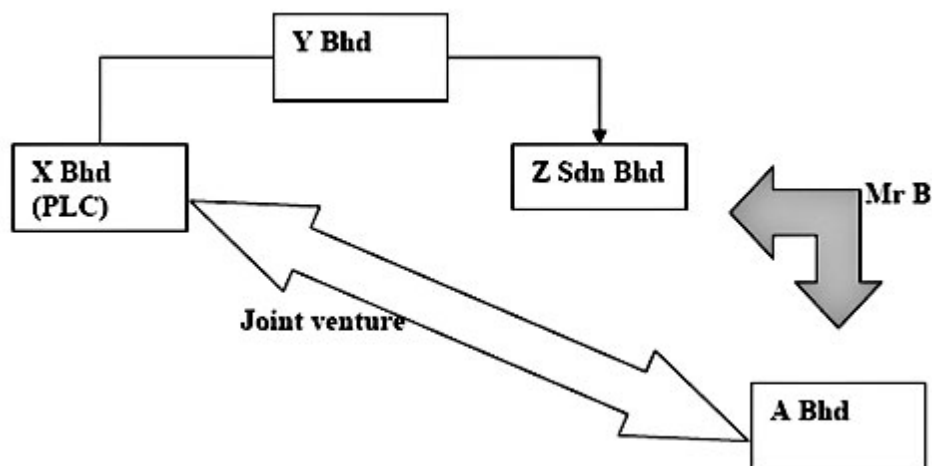 Y Bhd
X Bhd
(PLC)
Z Sdn Bhd
Mr B
Joint venture
A Bhd